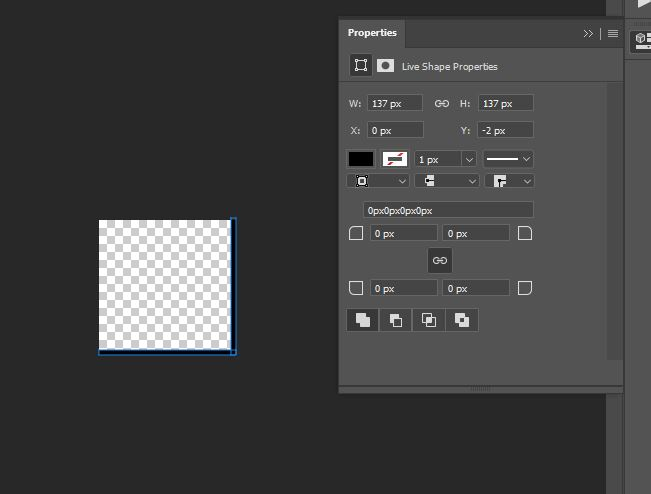 Properties
Live Shape Properties
W: 137 px H: 137 px
X: 0 px Y: -2 px
1 px
0px0px0px0px
0 px 0 px
0 px 0 px